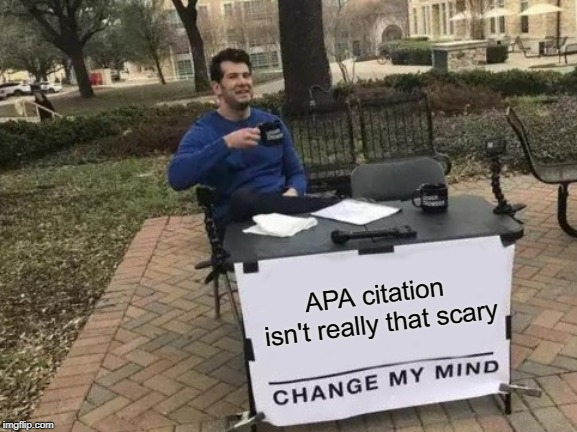 APA citation
isn't really that scary
CHANGE MY MIND
imgflip.com